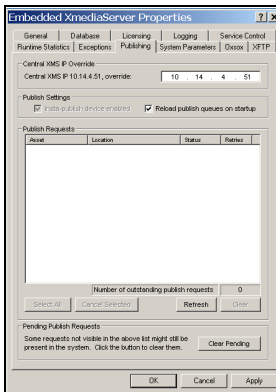 Embedded XmediaServer Properties ? X
General Database Licensing Logging Service Control
Runtime Statistics Exceptions Publishing System Parameters Oxsox XFTP
Central XMS IP Override
Central XMS IP 10.14.4.51, override: 10 . 14 . 4 . 51
Publish Settings
Insta-publish device enabled Reload publish queues on startup
Publish Requests
Asset Location Status Retries
Number of outstanding publish requests 0
Select All Cancel Selected Refresh Clear
Pending Publish Requests
Some requests not visible in the above list might still be
present in the system. Click the button to clear them.
Clear Pending
OK Cancel Apply